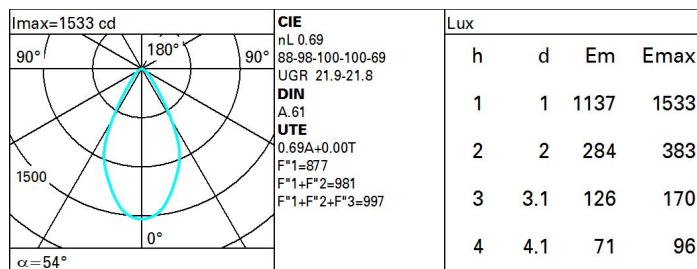 Imax=1533 cd
90° 180° 90°
1500
0°
α=54°
CIE
nL 0.69
88-98-100-100-69
UGR 21.9-21.8
DIN
A.61
UTE
0.69A+0.00T
F"1=877
F"1+F"2=981
F"1+F"2+F"3=997
Lux
h d Em Emax
1 1 1137 1533
2 2 284 383
3 3.1 126 170
4 4.1 71 96